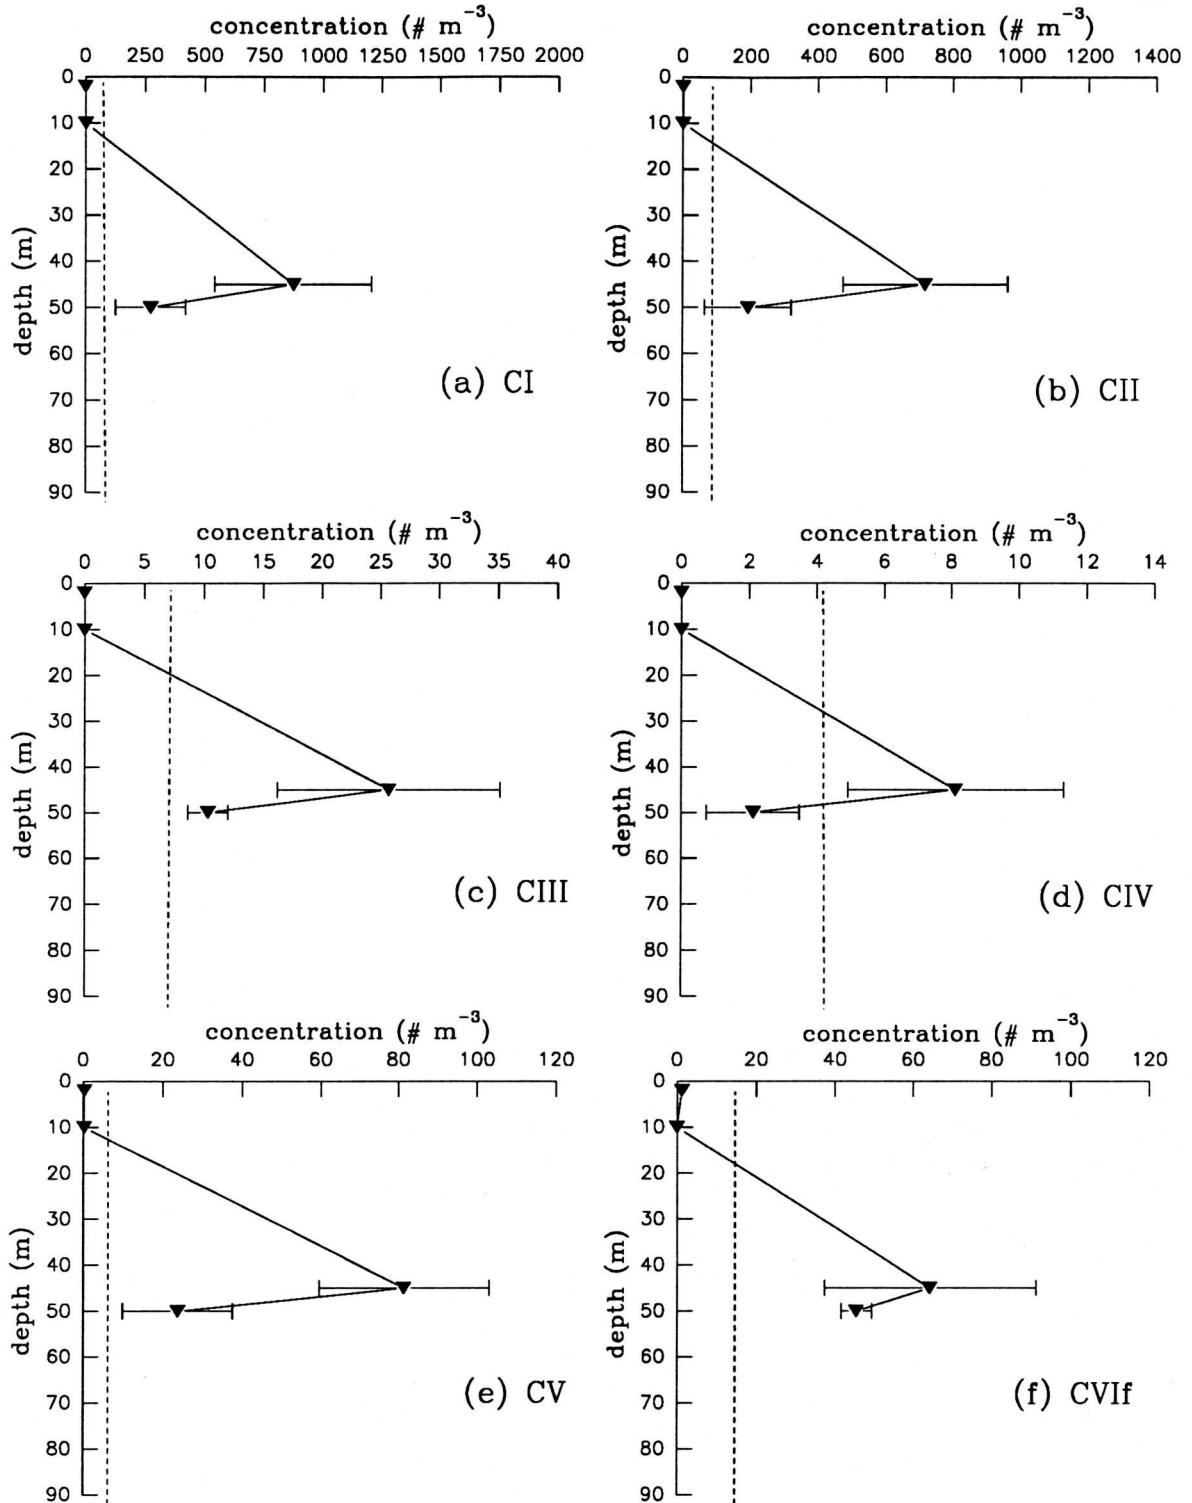 concentration (# m⁻³)
0 250 500 750 1000 1250 1500 1750 2000
0
10
20
30
40
50
60
70
80
90
depth (m)
(a) CI
concentration (# m⁻³)
0 200 400 600 800 1000 1200 1400
0
10
20
30
40
50
60
70
80
90
depth (m)
(b) CII
concentration (# m⁻³)
0 5 10 15 20 25 30 35 40
0
10
20
30
40
50
60
70
80
90
depth (m)
(c) CIII
concentration (# m⁻³)
0 2 4 6 8 10 12 14
0
10
20
30
40
50
60
70
80
90
depth (m)
(d) CIV
concentration (# m⁻³)
0 20 40 60 80 100 120
0
10
20
30
40
50
60
70
80
90
depth (m)
(e) CV
concentration (# m⁻³)
0 20 40 60 80 100 120
0
10
20
30
40
50
60
70
80
90
depth (m)
(f) CVIf